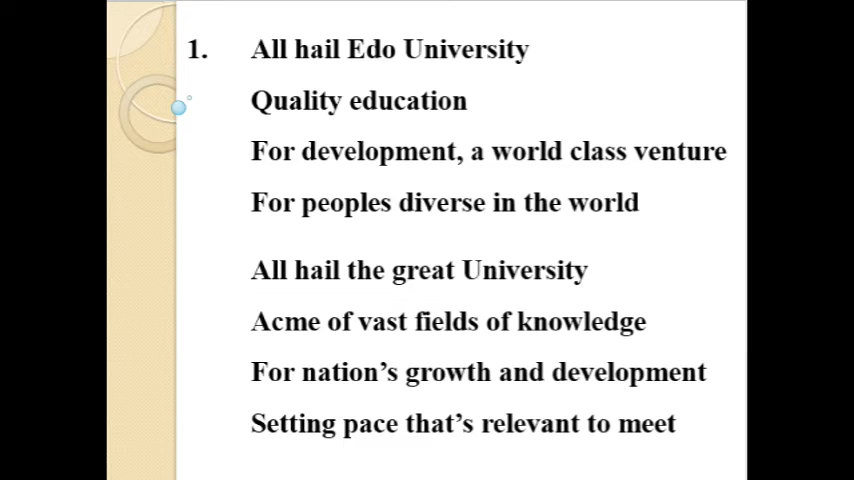 1. All hail Edo University
Quality education
For development, a world class venture
For peoples diverse in the world
All hail the great University
Acme of vast fields of knowledge
For nation’s growth and development
Setting pace that’s relevant to meet